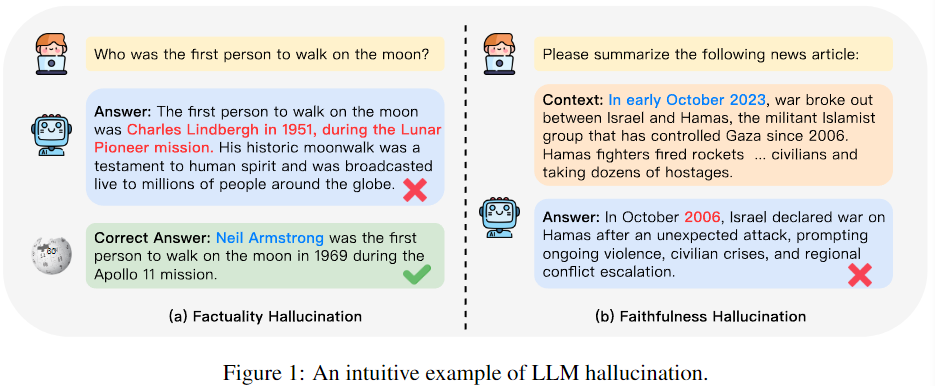 Who was the first person to walk on the moon?
Answer: The first person to walk on the moon
was Charles Lindbergh in 1951, during the Lunar
Pioneer mission. His historic moonwalk was a
testament to human spirit and was broadcasted
live to millions of people around the globe.
Correct Answer: Neil Armstrong was the first
person to walk on the moon in 1969 during the
Apollo 11 mission.
(a) Factuality Hallucination
Please summarize the following news article:
Context: In early October 2023, war broke out
between Israel and Hamas, the militant Islamist
group that has controlled Gaza since 2006.
Hamas fighters fired rockets ... civilians and
taking dozens of hostages.
Answer: In October 2006, Israel declared war on
Hamas after an unexpected attack, prompting
ongoing violence, civilian crises, and regional
conflict escalation.
(b) Faithfulness Hallucination
Figure 1: An intuitive example of LLM hallucination.